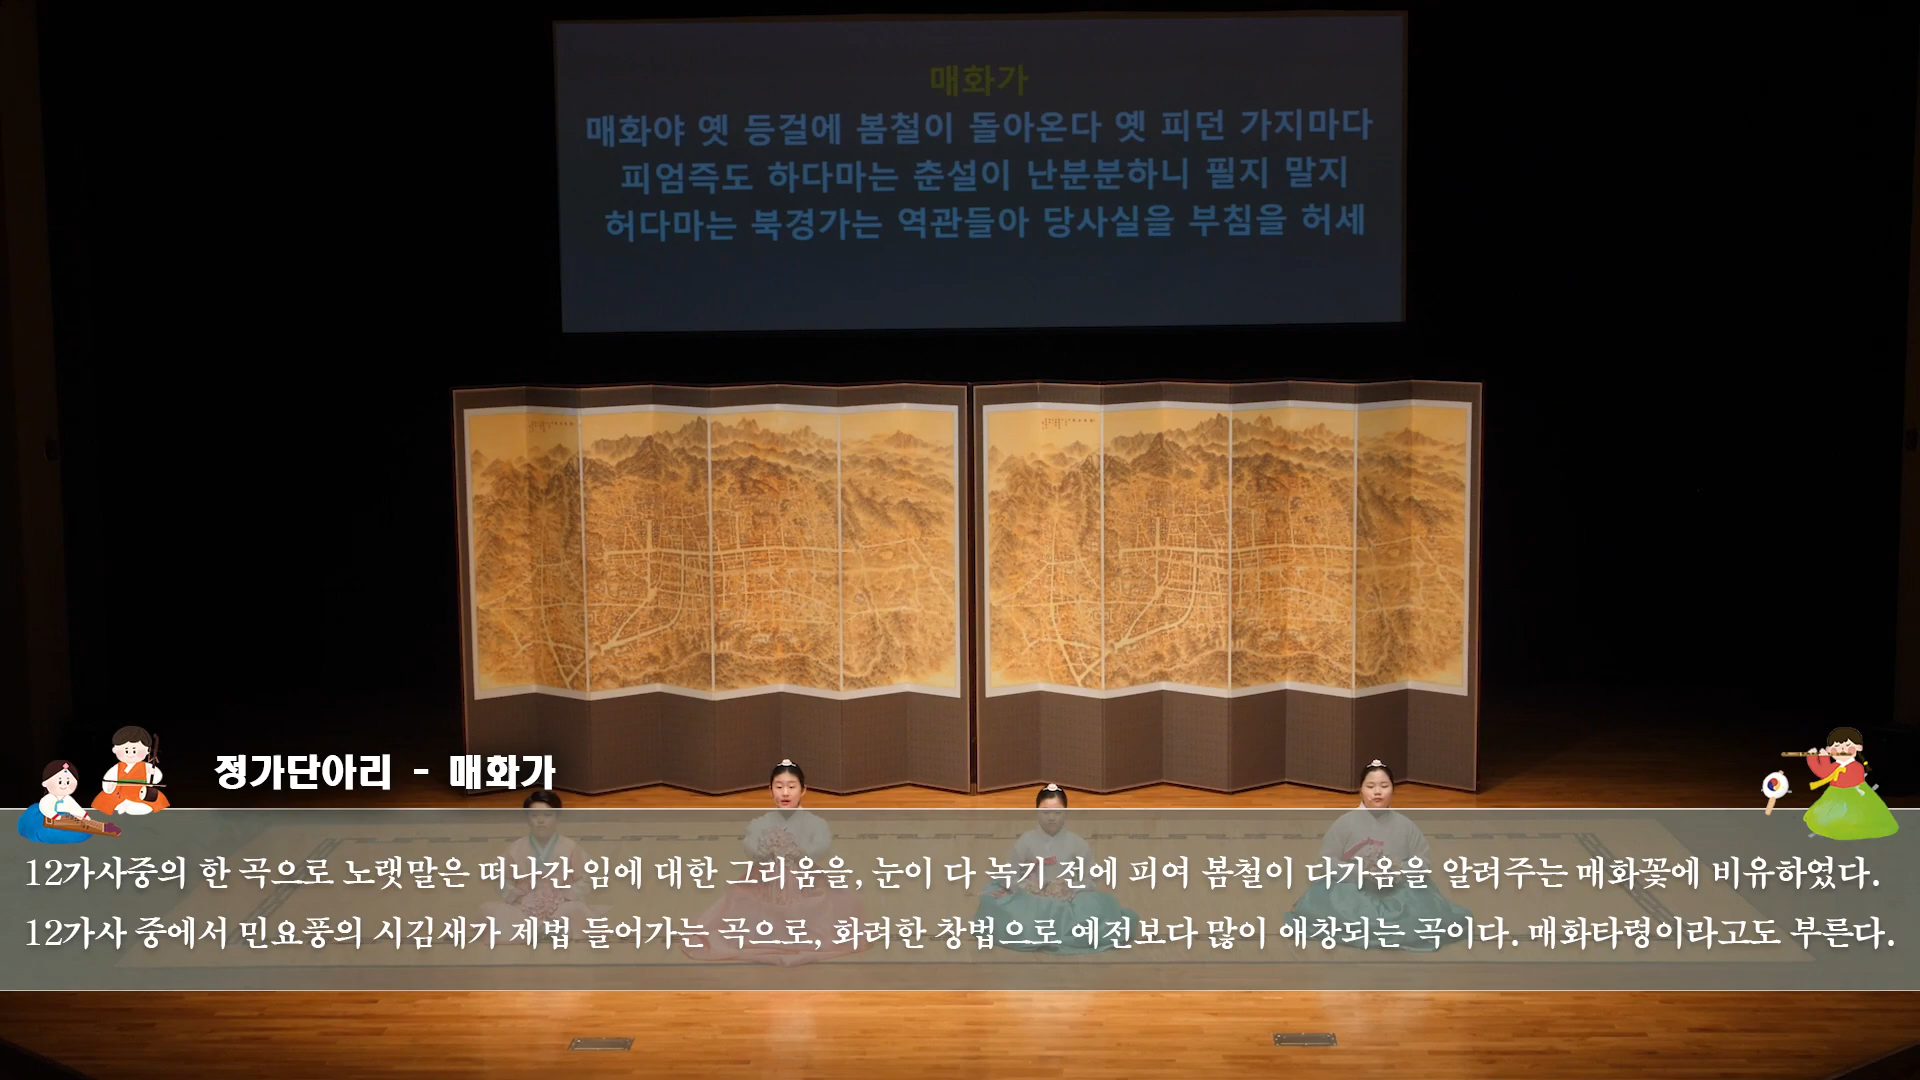 매화가
매화야 옛 등걸에 봄철이 돌아온다 옛 피던 가지마다
피엄즉도 하다마는 춘설이 난분분하니 필지 말지
허다마는 북경가는 역관들아 당사실을 부침을 허세
정가단아리 - 매화가
12가사중의 한 곡으로 노랫말은 떠나간 임에 대한 그리움을, 눈이 다 녹기 전에 피여 봄철이 다가옴을 알려주는 매화꽃에 비유하였다.
12가사 중에서 민요풍의 시김새가 제법 들어가는 곡으로, 화려한 창법으로 예전보다 많이 애창되는 곡이다. 매화타령이라고도 부른다.